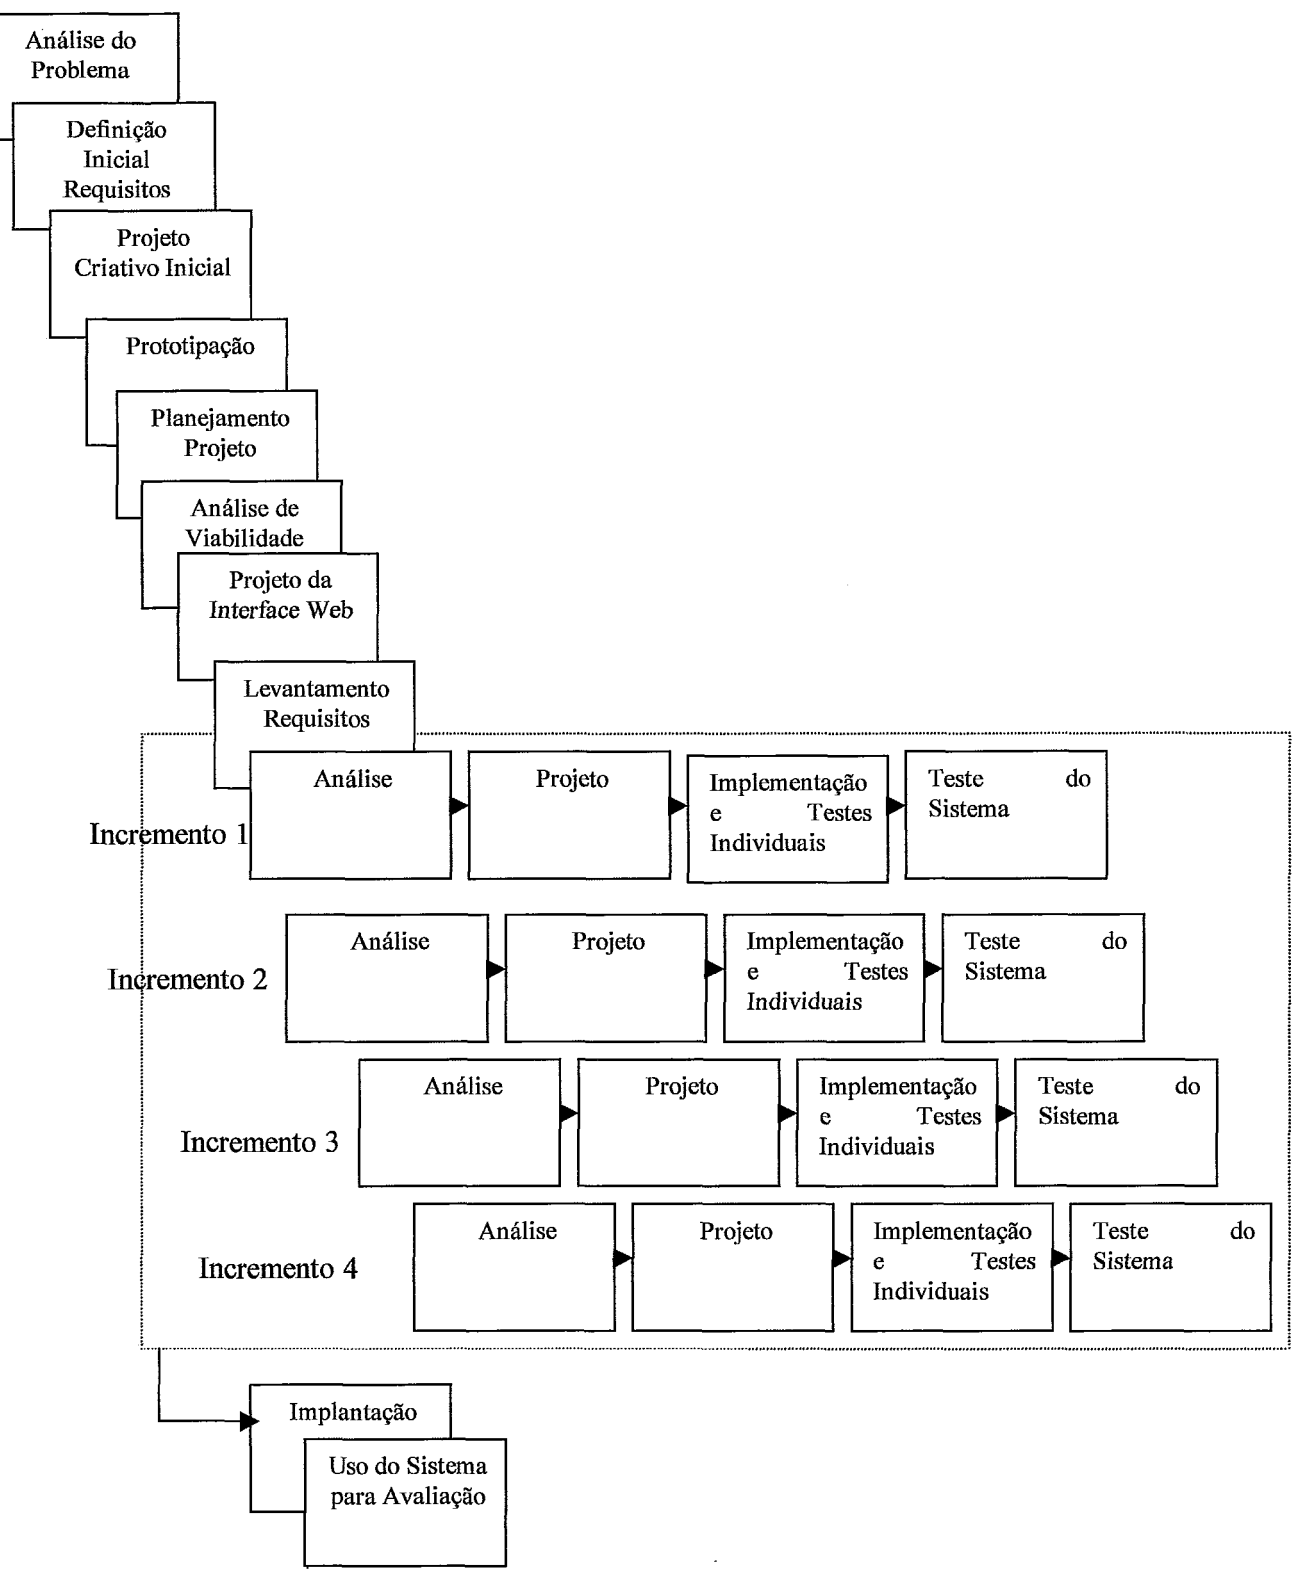 Análise do
Problema
Definição
Inicial
Requisitos
Projeto
Criativo Inicial
Prototipação
Planejamento
Projeto
Análise de
Viabilidade
Projeto da
Interface Web
Levantamento
Requisitos
Incremento 1
Análise
Projeto
Implementação
e Testes
Individuais
Teste do
Sistema
Incremento 2
Análise
Projeto
Implementação
e Testes
Individuais
Teste do
Sistema
Incremento 3
Análise
Projeto
Implementação
e Testes
Individuais
Teste do
Sistema
Incremento 4
Análise
Projeto
Implementação
e Testes
Individuais
Teste do
Sistema
Implantação
Uso do Sistema
para Avaliação